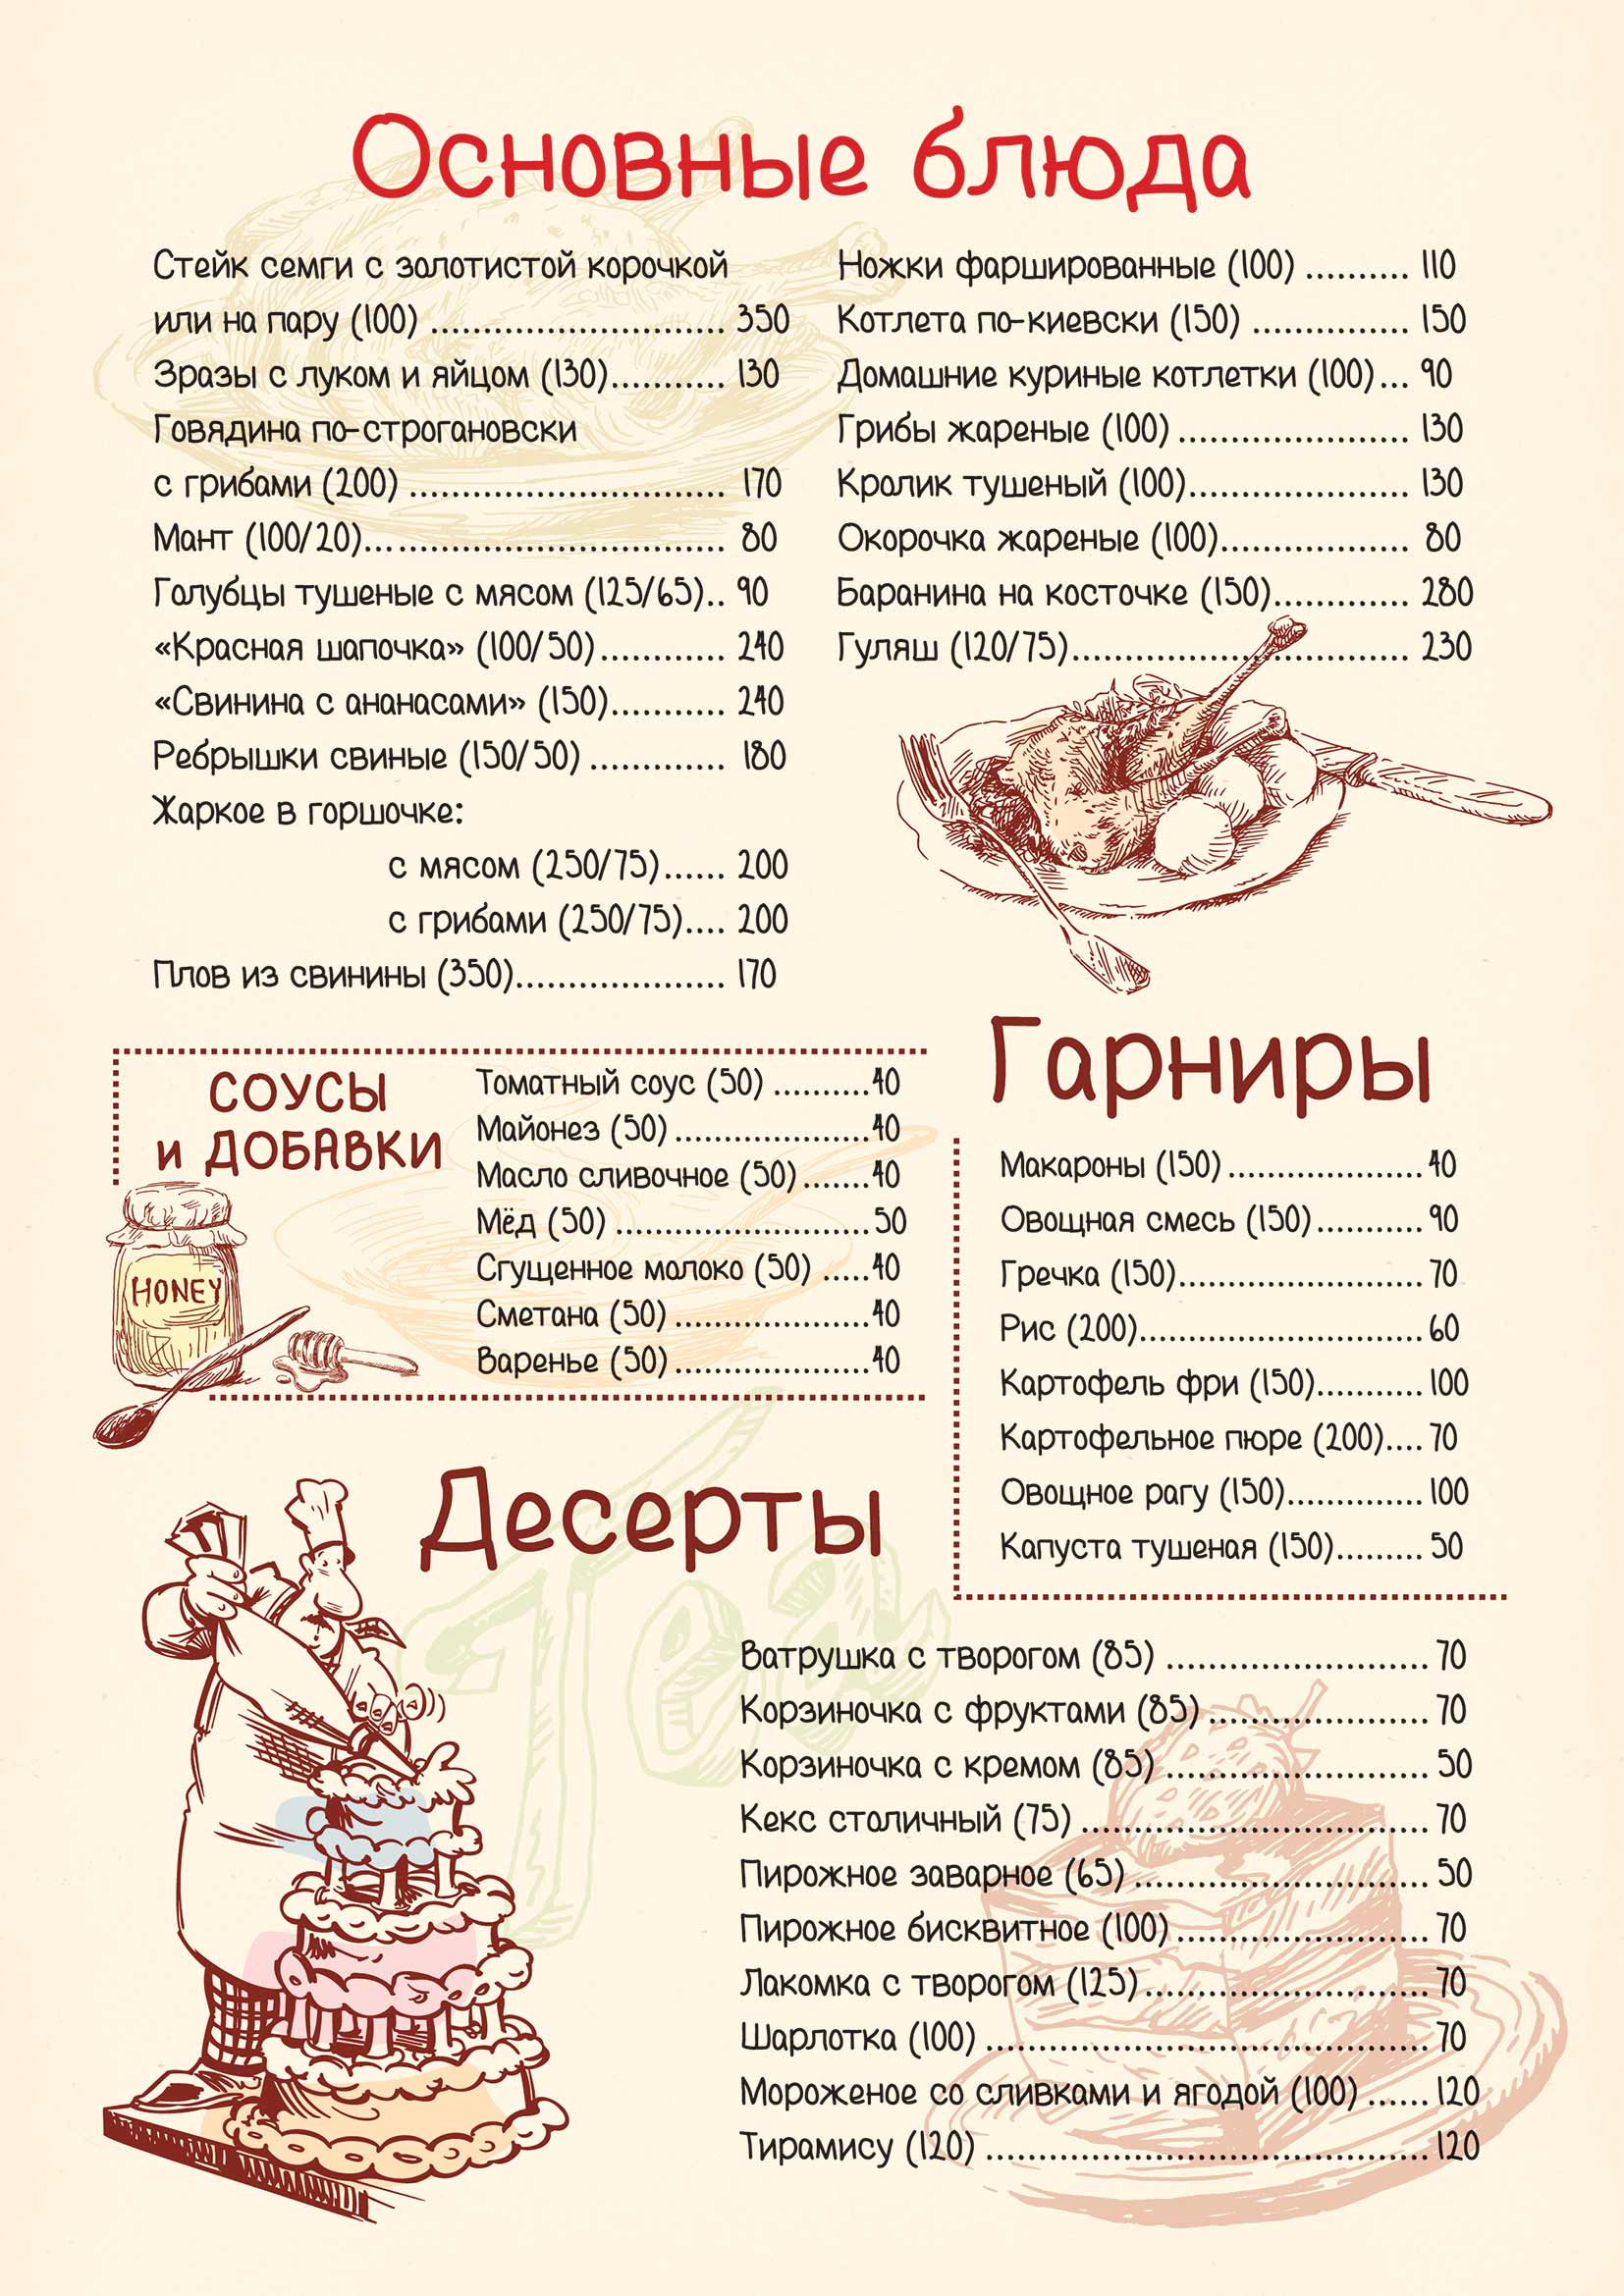 Основные блюда
Стейк семги с золотистой корочкой
или на пару (100) ........................... 350
Зразы с луком и яйцом (130)........... 130
Говядина по-строгановски
с грибами (200) ............................. 170
Мант (100/20)................................. 80
Голубцы тушеные с мясом (125/65).. 90
«Красная шапочка» (100/50)............ 240
«Свинина с ананасами» (150)........... 240
Ребрышки свиные (150/50) ............. 180
Жаркое в горшочке:
с мясом (250/75)...... 200
с грибами (250/75).... 200
Плов из свинины (350).................... 170
Ножки фаршированные (100) .......... 110
Котлета по-киевски (150) ............... 150
Домашние куриные котлетки (100)... 90
Грибы жареные (100) ...................... 130
Кролик тушеный (100)..................... 130
Окорочка жареные (100).................. 80
Баранина на косточке (150)............. 280
Гуляш (120/75)................................ 230
СОУСЫ
и ДОБАВКИ
HONEY
Томатный соус (50) ..........40
Майонез (50) ....................40
Масло сливочное (50) .......40
Мёд (50) ..........................50
Сгущенное молоко (50) .....40
Сметана (50) ....................40
Варенье (50) ....................40
Гарниры
Макароны (150) ....................40
Овощная смесь (150)...........90
Гречка (150)........................70
Рис (200)............................60
Картофель фри (150)...........100
Картофельное пюре (200)....70
Овощное рагу (150)..............100
Капуста тушеная (150).........50
Десерты
Tea
Ватрушка с творогом (85) ..........................70
Корзиночка с фруктами (85) ......................70
Корзиночка с кремом (85) ..........................50
Кекс столичный (75) ..................................70
Пирожное заварное (65) .............................50
Пирожное бисквитное (100) ........................70
Лакомка с творогом (125) ...........................70
Шарлотка (100) ..........................................70
Мороженое со сливками и ягодой (100) ......120
Тирамису (120) ..........................................120